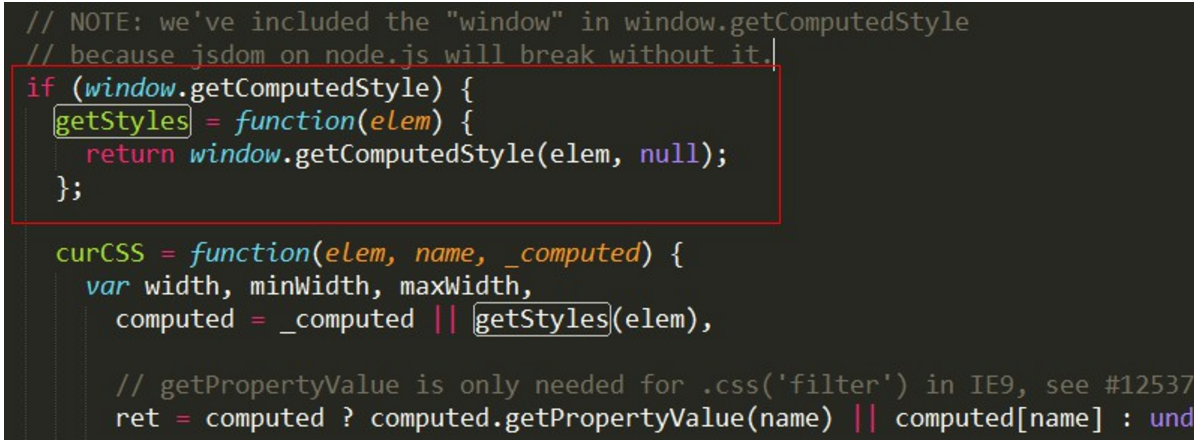 // NOTE: we've included the "window" in window.getComputedStyle
// because jsdom on node.js will break without it.
if (window.getComputedStyle) {
getStyles = function(elem) {
return window.getComputedStyle(elem, null);
};
curCSS = function(elem, name, _computed) {
var width, minWidth, maxWidth,
computed = _computed || getStyles(elem),
// getPropertyValue is only needed for .css('filter') in IE9, see #12537
ret = computed ? computed.getPropertyValue(name) || computed[name] : und